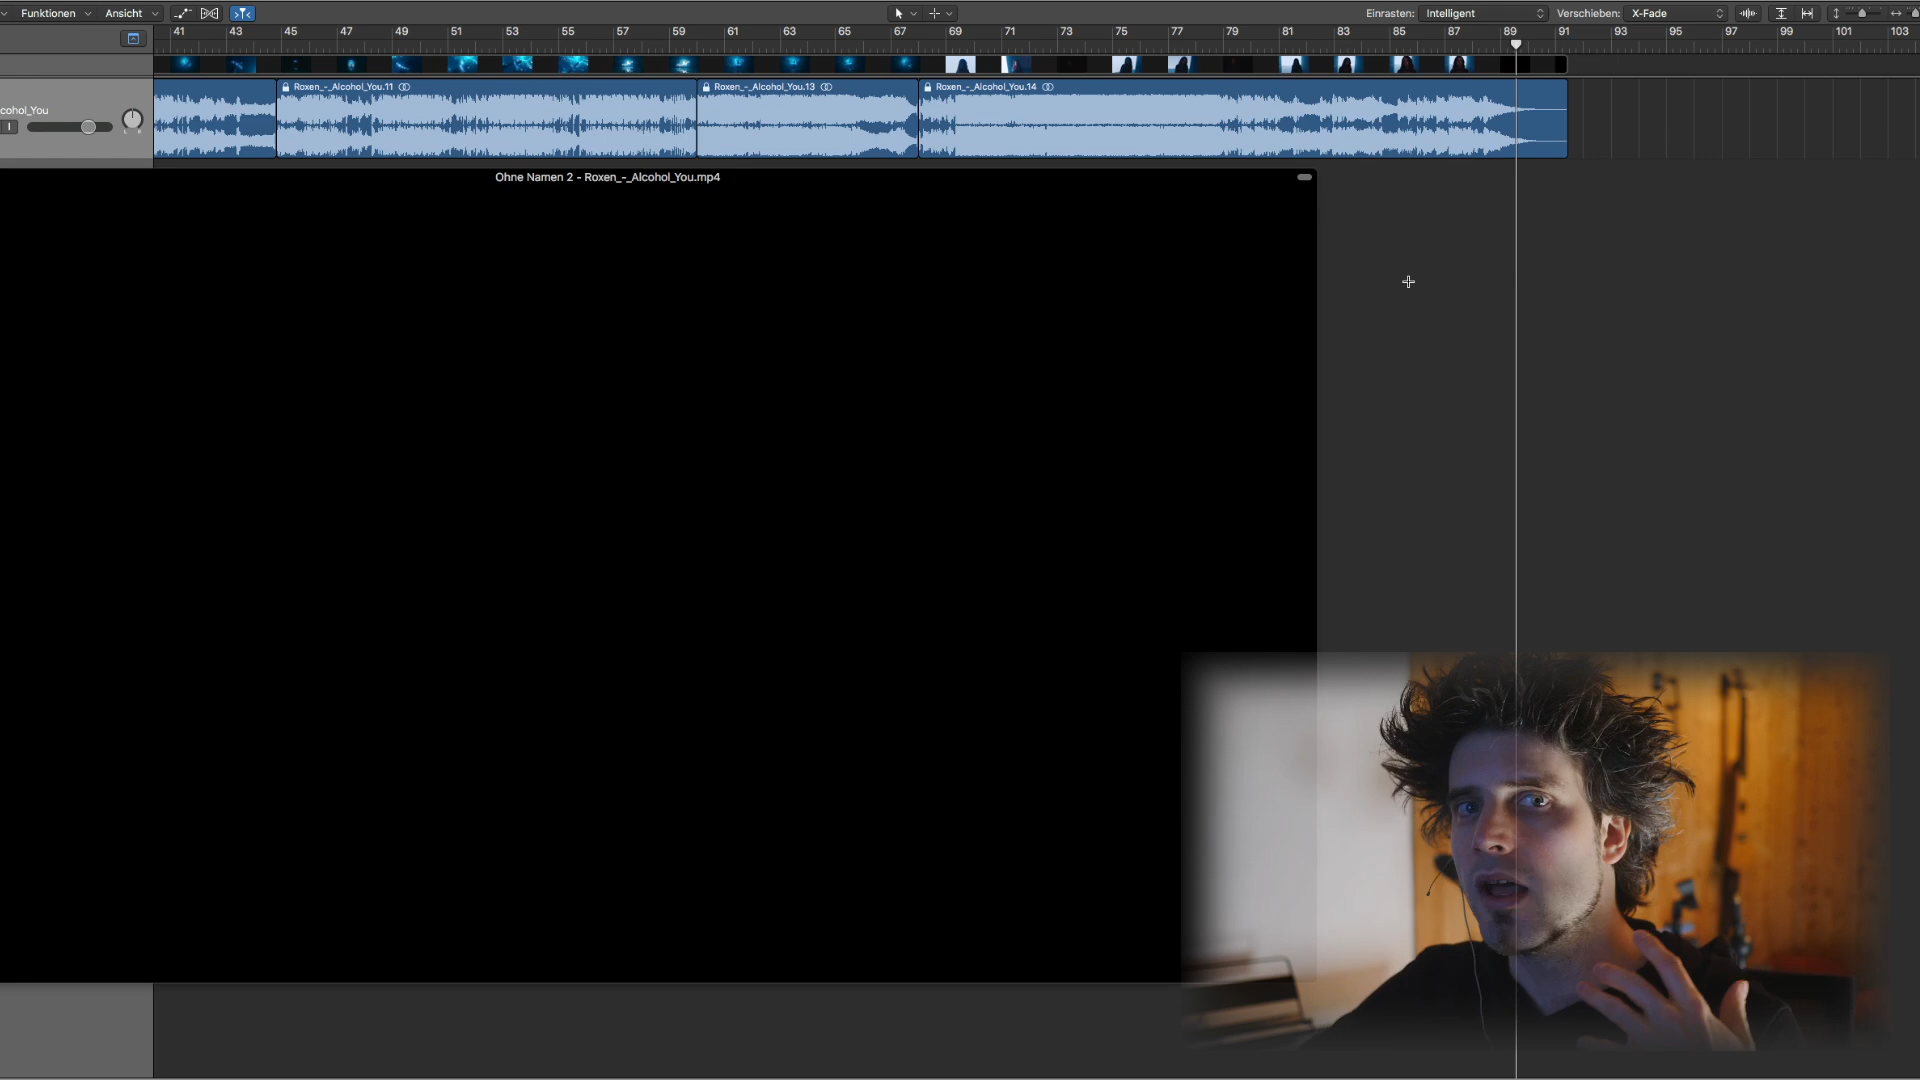 Funktionen Ansicht Einrasten: Intelligent Verschieben: X-Fade
41 43 45 47 49 51 53 55 57 59 61 63 65 67 69 71 73 75 77 79 81 83 85 87 89 91 93 95 97 99 101 103
Roxen_-_Alcohol_You.11 Roxen_-_Alcohol_You.13 Roxen_-_Alcohol_You.14
cohol_You
I
Ohne Namen 2 - Roxen_-_Alcohol_You.mp4